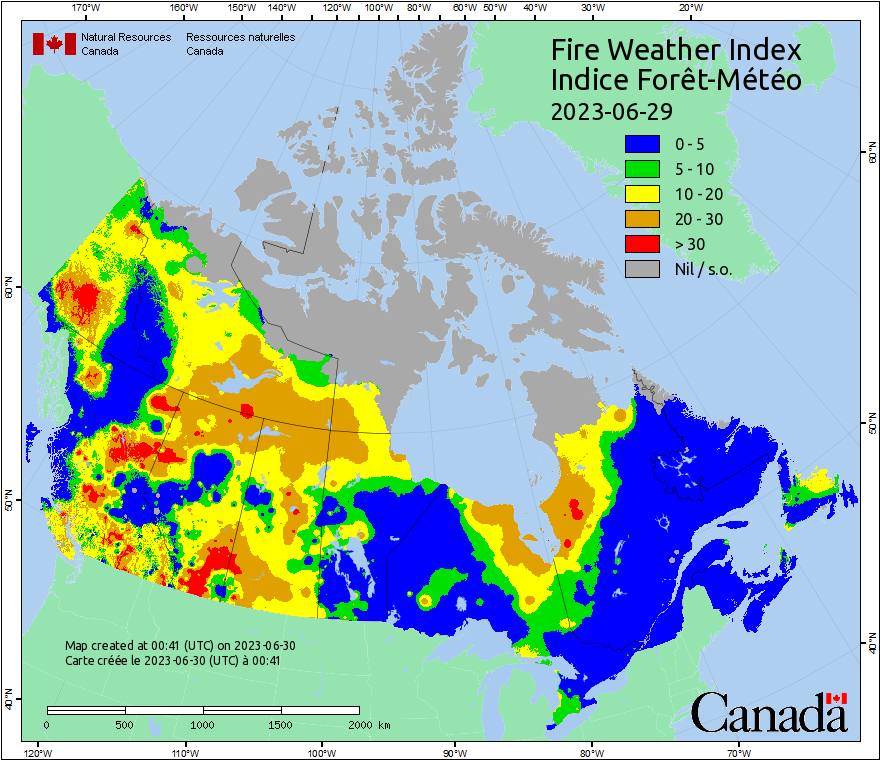 170°W 160°W 150°W 140°W 130°W 120°W 110°W 100°W 90°W 80°W 70°W 60°W 50°W 40°W 30°W 20°W
Natural Resources Ressources naturelles
Canada Canada
Fire Weather Index
Indice Forêt-Météo
2023-06-29
0 - 5
5 - 10
10 - 20
20 - 30
> 30
Nil / s.o.
60°N
60°N
50°N
50°N
40°N
40°N
Map created at 00:41 (UTC) on 2023-06-30
Carte créée le 2023-06-30 (UTC) à 00:41
0 500 1000 1500 2000 km
Canada
120°W 110°W 100°W 90°W 80°W 70°W